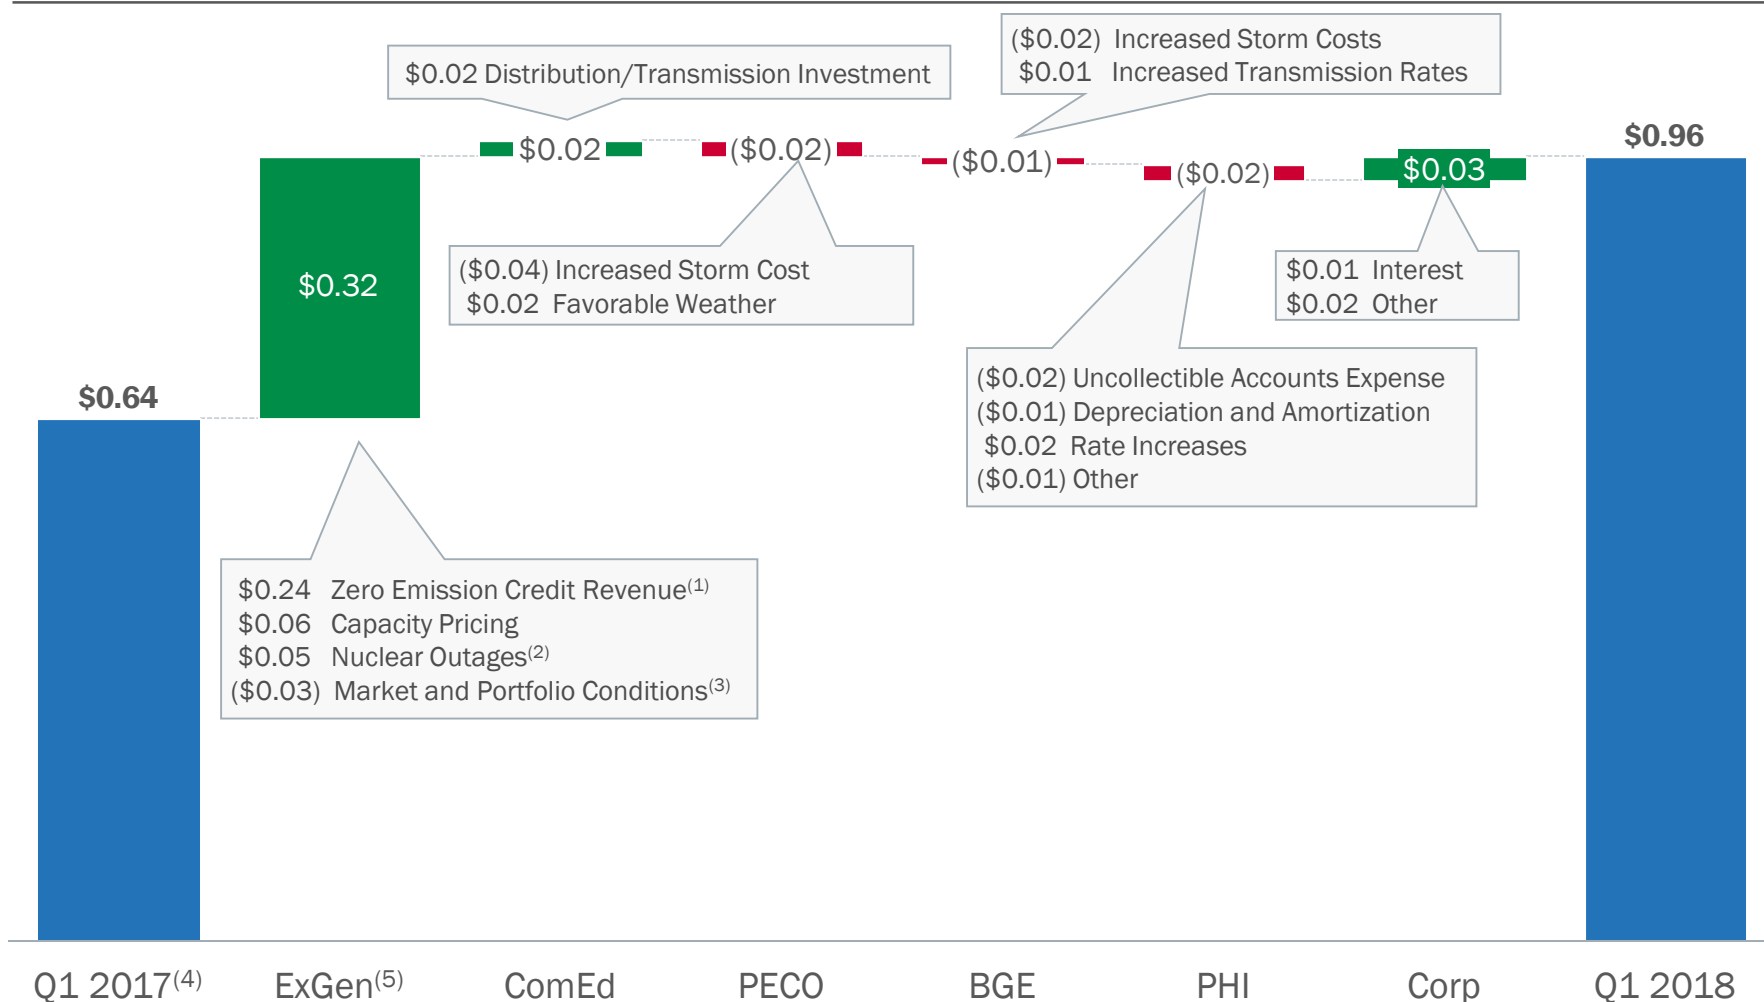 ($0.02) Increased Storm Costs
$0.01 Increased Transmission Rates
$0.02 Distribution/Transmission Investment
$0.96
$0.02
($0.02)
($0.01)
($0.02)
$0.03
($0.04) Increased Storm Cost
$0.02 Favorable Weather
$0.01 Interest
$0.02 Other
$0.32
$0.64
($0.02) Uncollectible Accounts Expense
($0.01) Depreciation and Amortization
$0.02 Rate Increases
($0.01) Other
$0.24 Zero Emission Credit Revenue(1)
$0.06 Capacity Pricing
$0.05 Nuclear Outages(2)
($0.03) Market and Portfolio Conditions(3)
Q1 2017(4) ExGen(5) ComEd PECO BGE PHI Corp Q1 2018